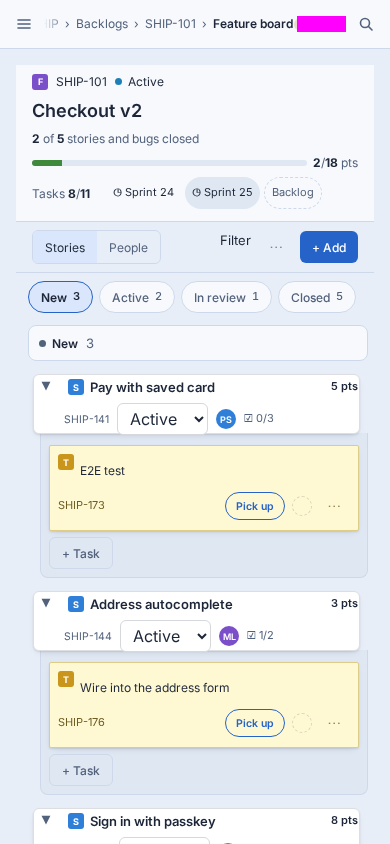 IP › Backlogs › SHIP-101 › Feature board
F SHIP-101 Active
Checkout v2
2 of 5 stories and bugs closed
2/18 pts
Tasks 8/11 Sprint 24 Sprint 25 Backlog
Stories People Filter ... + Add
New 3 Active 2 In review 1 Closed 5
New 3
▼ S Pay with saved card 5 pts
SHIP-141 Active PS ☑ 0/3
T E2E test
SHIP-173 Pick up ...
+ Task
▼ S Address autocomplete 3 pts
SHIP-144 Active ML ☑ 1/2
T Wire into the address form
SHIP-176 Pick up ...
+ Task
▼ S Sign in with passkey 8 pts